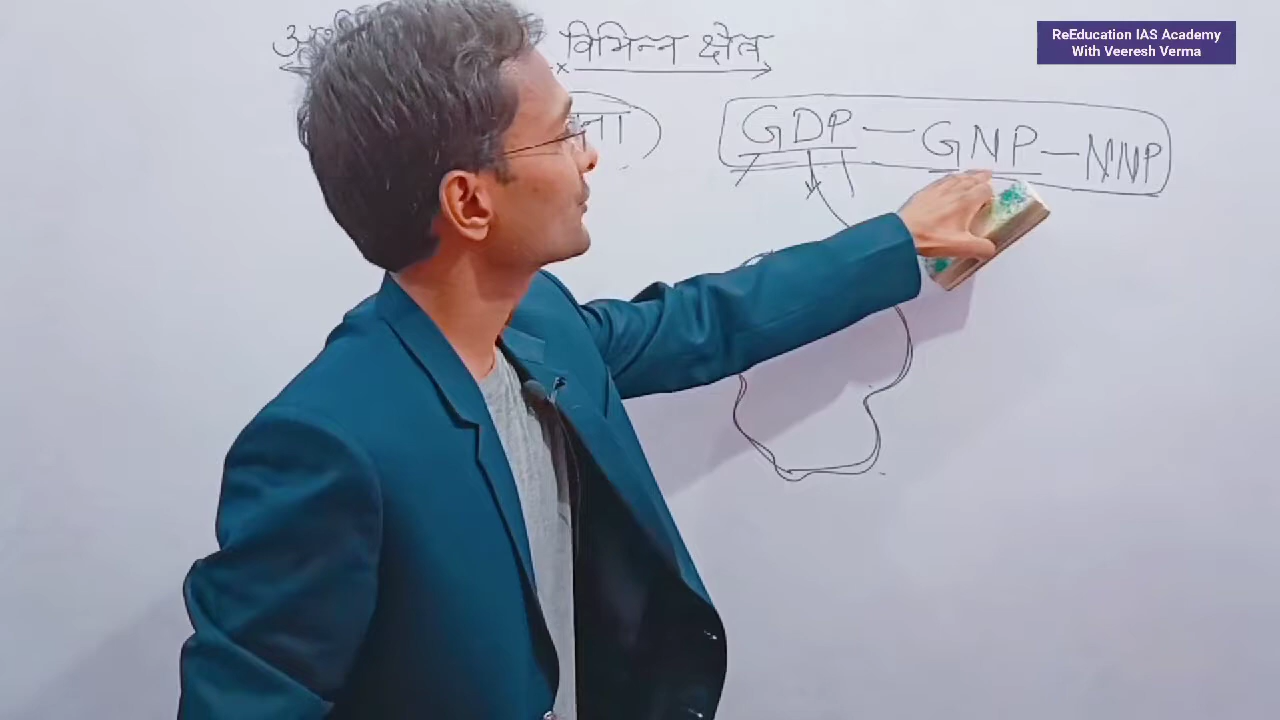 ReEducation IAS Academy
With Veeresh Verma
विभिन्न क्षेत्र
GDP — GNP — NNP